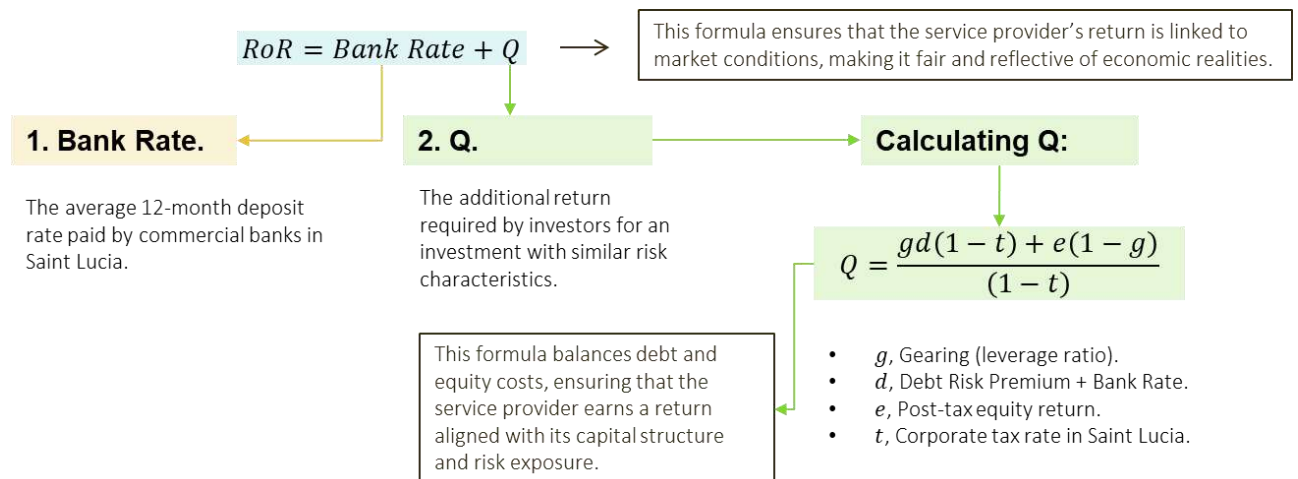 RoR = Bank Rate + Q
This formula ensures that the service provider’s return is linked to
market conditions, making it fair and reflective of economic realities.
1. Bank Rate.
The average 12-month deposit
rate paid by commercial banks in
Saint Lucia.
2. Q.
The additional return
required by investors for an
investment with similar risk
characteristics.
Calculating Q:
Q = gd(1 − t) + e(1 − g) / (1 − t)
This formula balances debt and
equity costs, ensuring that the
service provider earns a return
aligned with its capital structure
and risk exposure.
• g, Gearing (leverage ratio).
• d, Debt Risk Premium + Bank Rate.
• e, Post-tax equity return.
• t, Corporate tax rate in Saint Lucia.